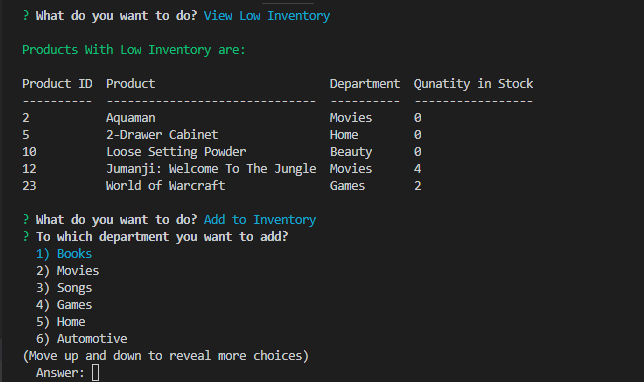 ? What do you want to do? View Low Inventory
Products With Low Inventory are:
Product ID  Product                         Department  Qunatity in Stock
----------  ------------------------------  ----------  -----------------
2           Aquaman                         Movies      0
5           2-Drawer Cabinet                Home        0
10          Loose Setting Powder            Beauty      0
12          Jumanji: Welcome To The Jungle  Movies      4
23          World of Warcraft               Games       2
? What do you want to do? Add to Inventory
? To which department you want to add?
  1) Books
  2) Movies
  3) Songs
  4) Games
  5) Home
  6) Automotive
(Move up and down to reveal more choices)
  Answer: